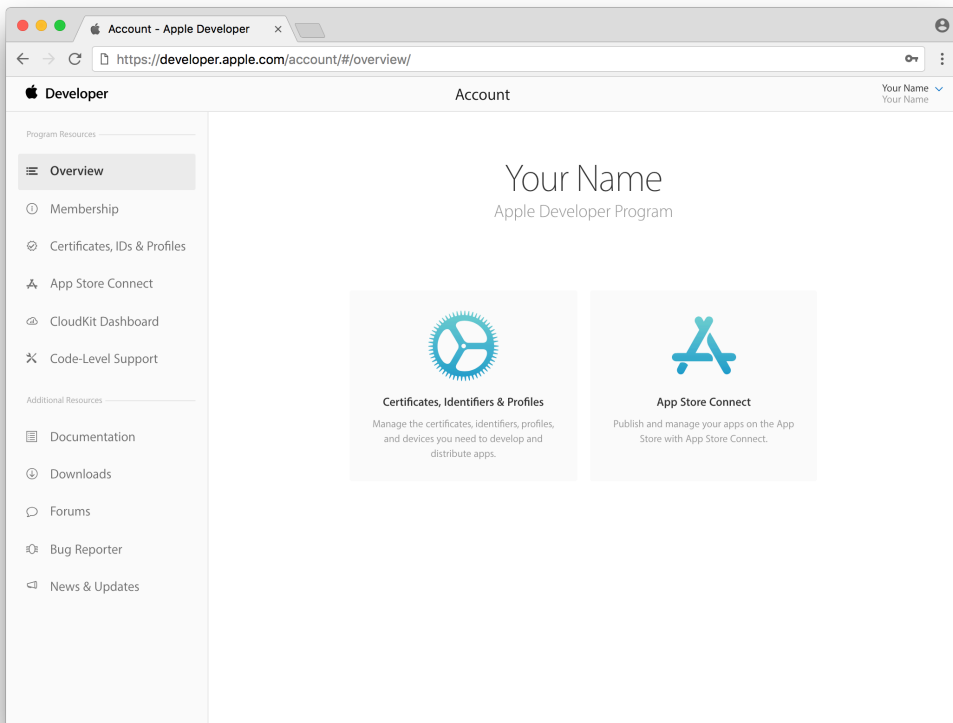 Account - Apple Developer
https://developer.apple.com/account/#/overview/
Developer
Account
Your Name
Your Name
Program Resources
Overview
Membership
Certificates, IDs & Profiles
App Store Connect
CloudKit Dashboard
Code-Level Support
Additional Resources
Documentation
Downloads
Forums
Bug Reporter
News & Updates
Your Name
Apple Developer Program
Certificates, Identifiers & Profiles
Manage the certificates, identifiers, profiles,
and devices you need to develop and
distribute apps.
App Store Connect
Publish and manage your apps on the App
Store with App Store Connect.